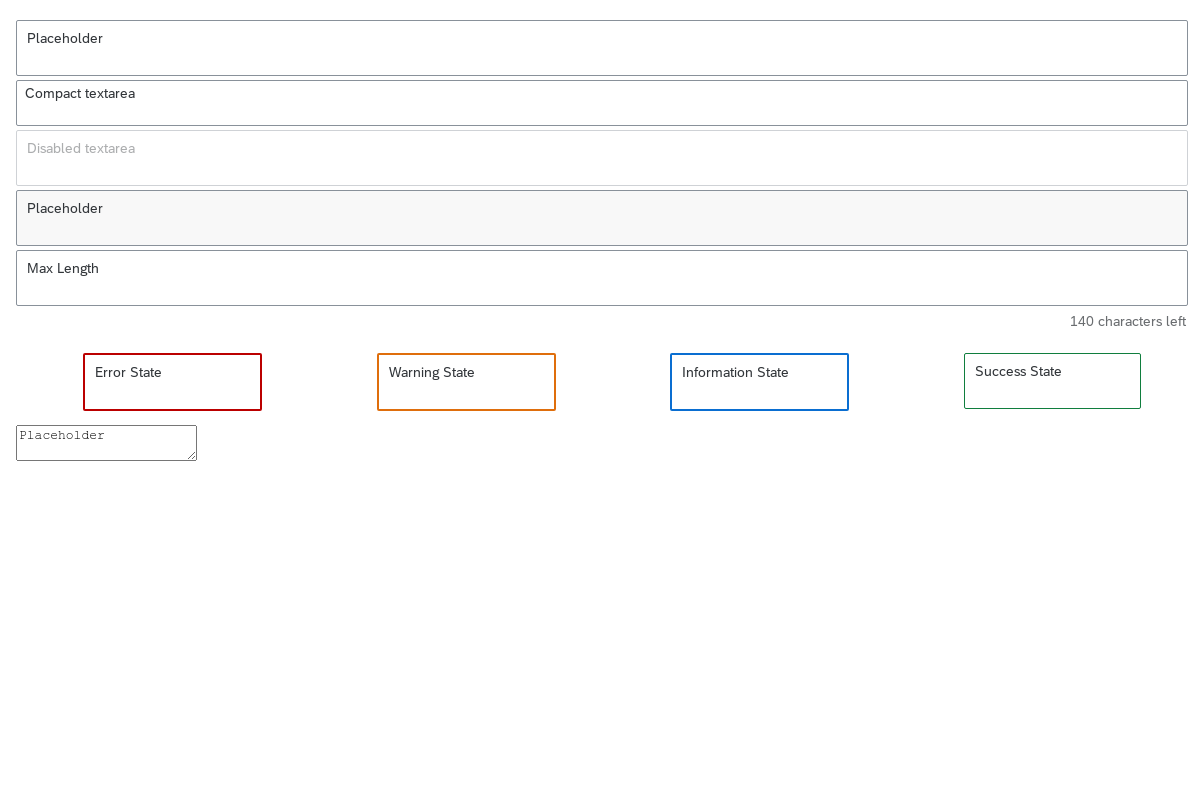 Placeholder
Compact textarea
Disabled textarea
Placeholder
Max Length
140 characters left
Error State
Warning State
Information State
Success State
Placeholder